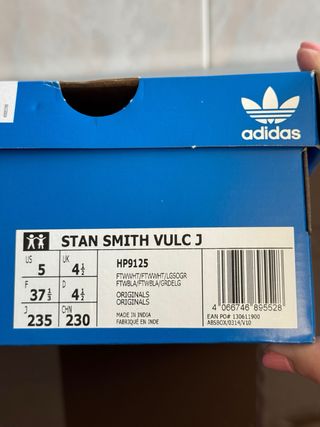 adidas
STAN SMITH VULC J
US 5 UK 4½
F 37⅓ D 4½
J 235 CHN 230
HP9125
FTWWHT/FTWWHT/LGSOGR
FTWBLA/FTWBLA/GRDELG
ORIGINALS
ORIGINALS
MADE IN INDIA
FABRIQUÉ EN INDE
4 066746 895528
EAN PO# 130611900
ABSBOX/0314/V10